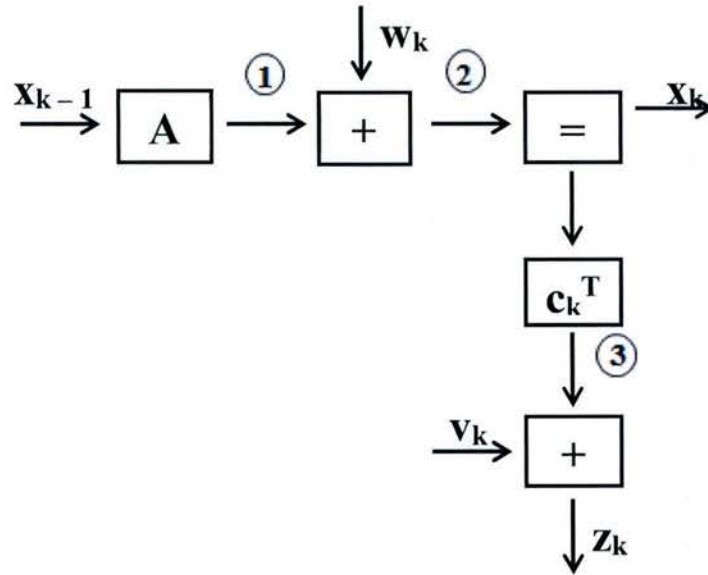 w_k
① ②
x_{k – 1} A + = x_k
c_k^T
③
v_k +
z_k